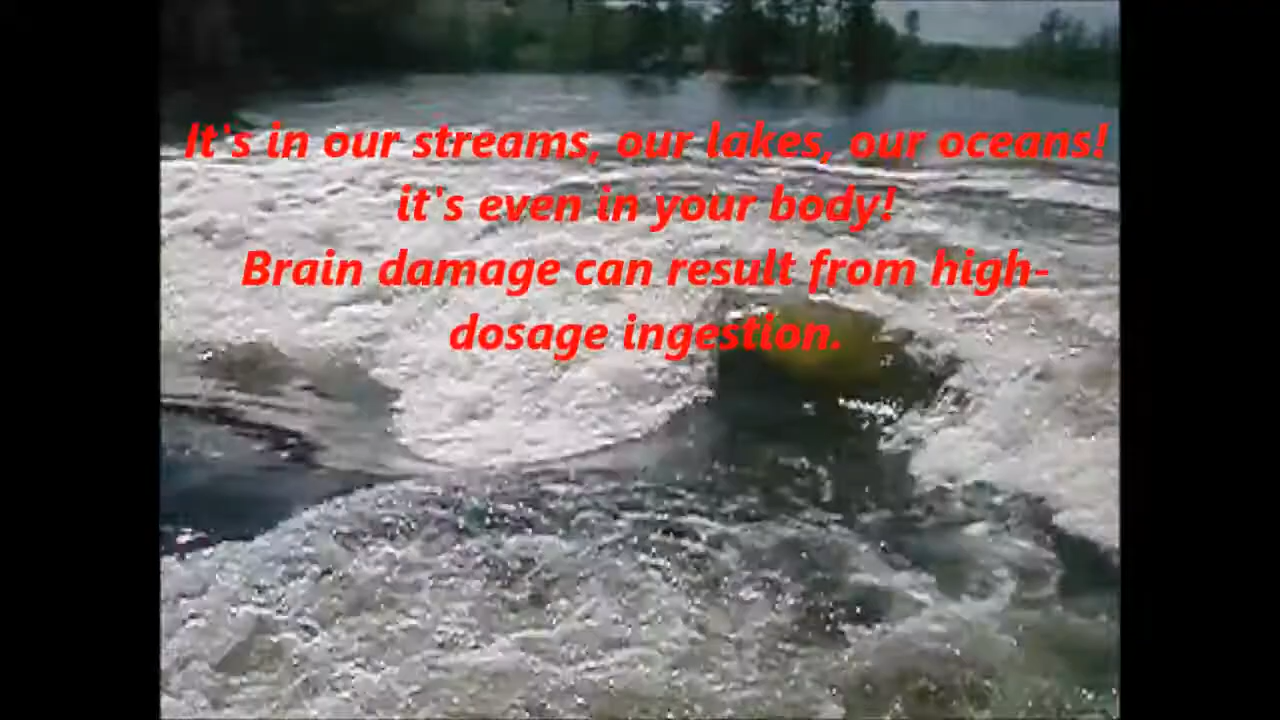 It's in our streams, our lakes, our oceans!
it's even in your body!
Brain damage can result from high-
dosage ingestion.